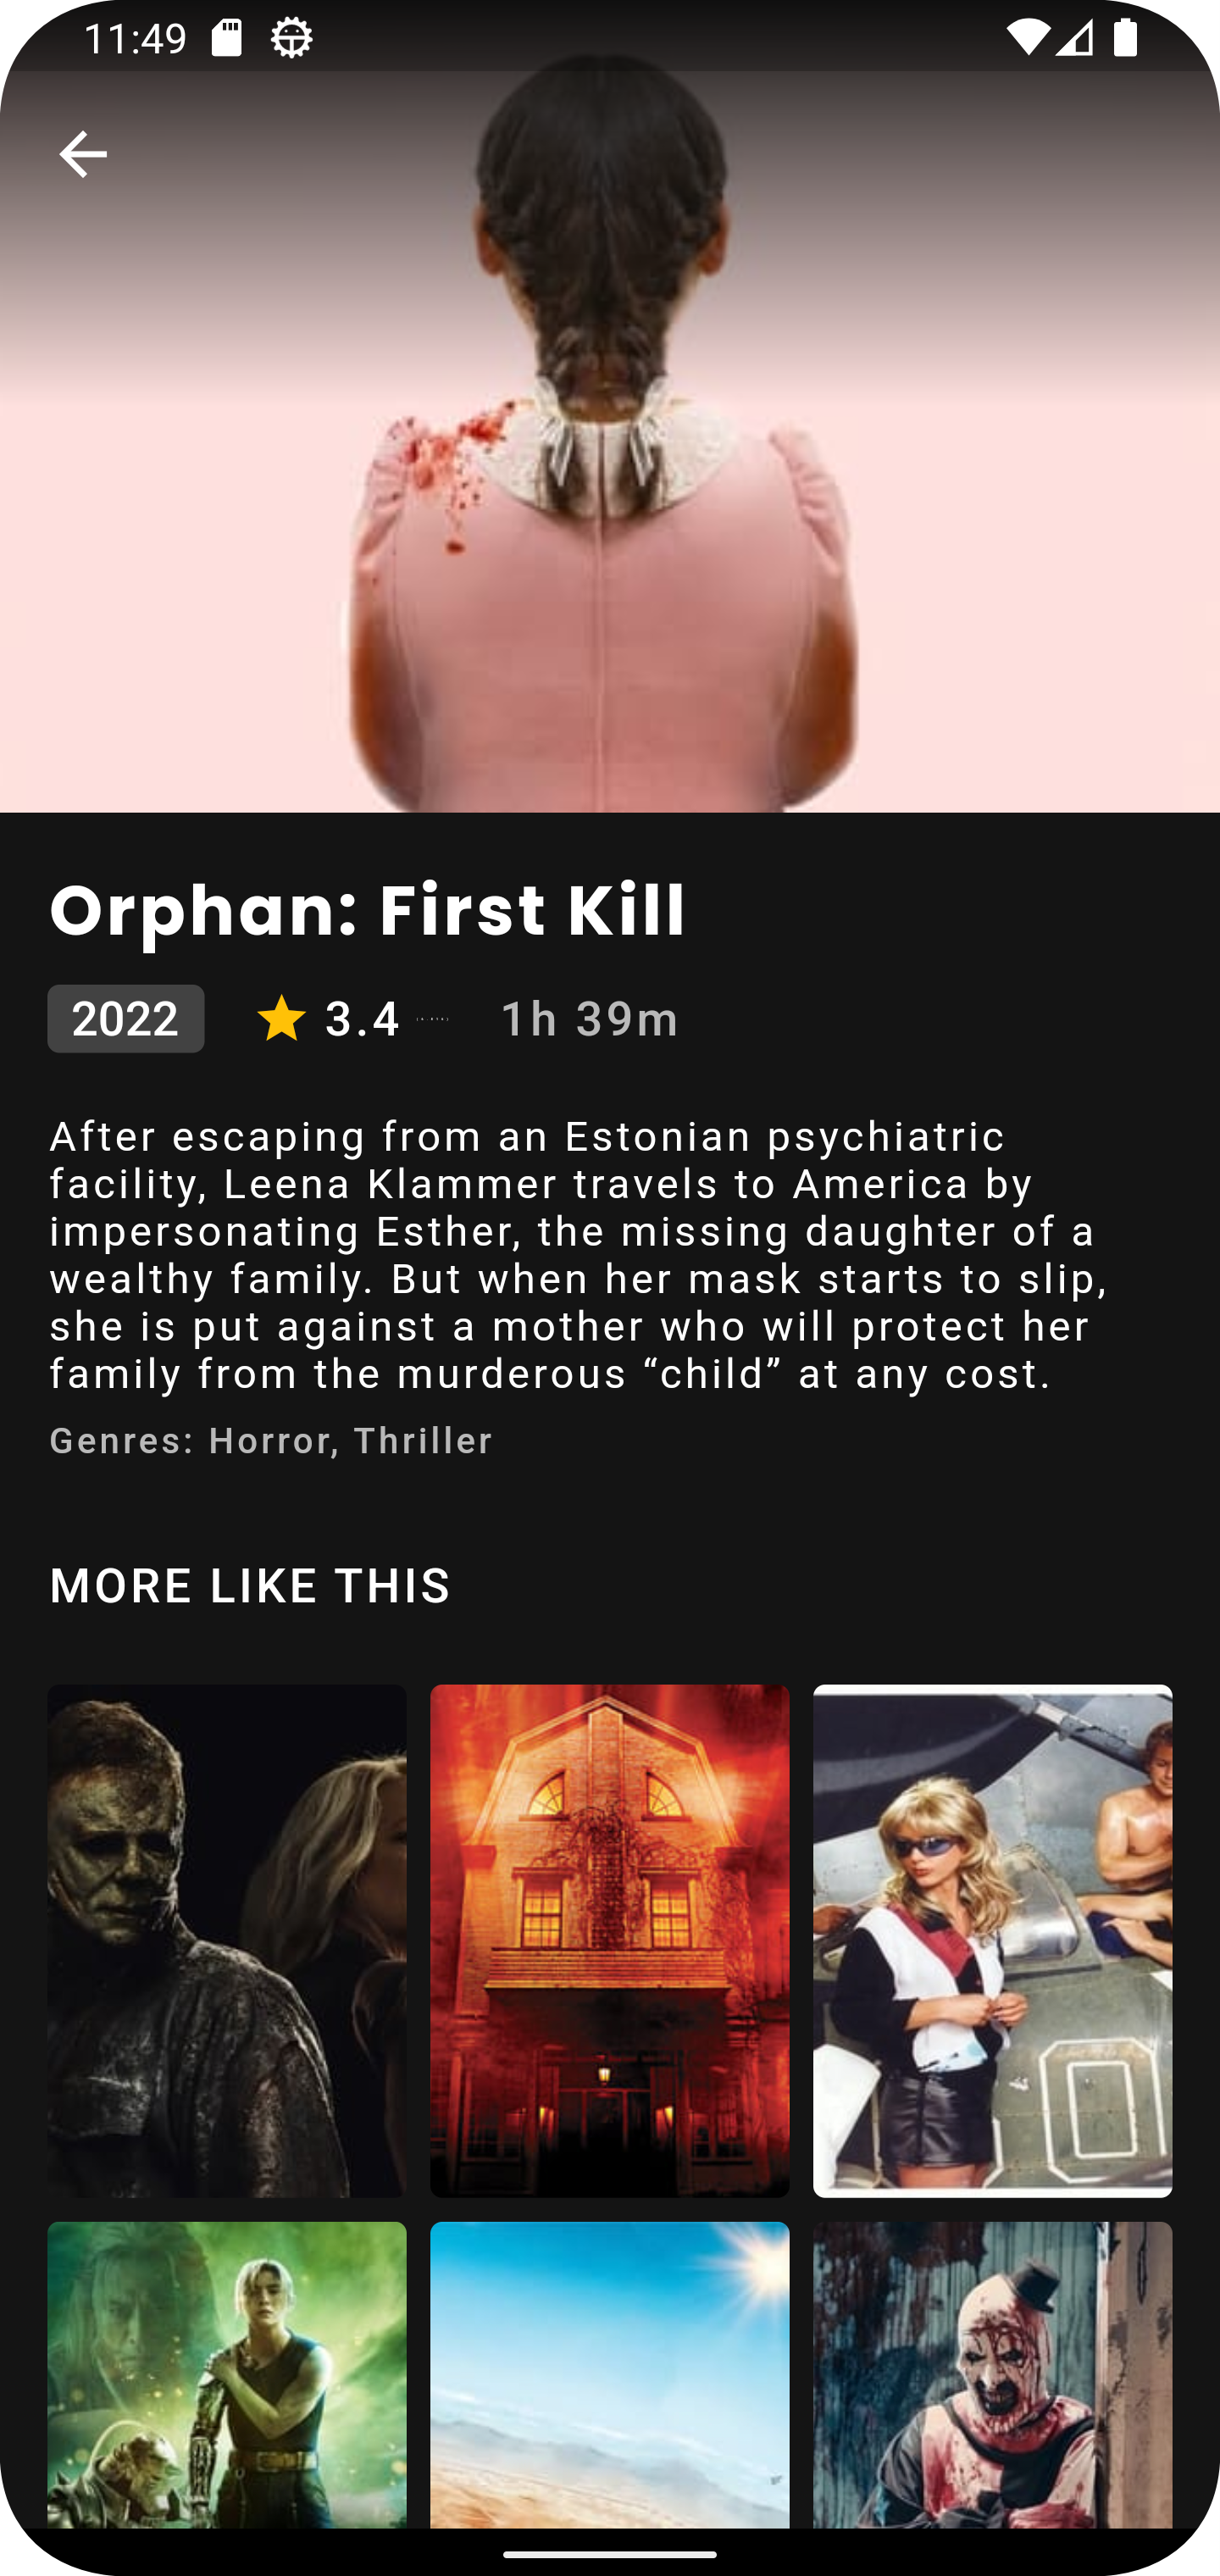 11:49
Orphan: First Kill
2022 3.4 1h 39m
After escaping from an Estonian psychiatric
facility, Leena Klammer travels to America by
impersonating Esther, the missing daughter of a
wealthy family. But when her mask starts to slip,
she is put against a mother who will protect her
family from the murderous “child” at any cost.
Genres: Horror, Thriller
MORE LIKE THIS